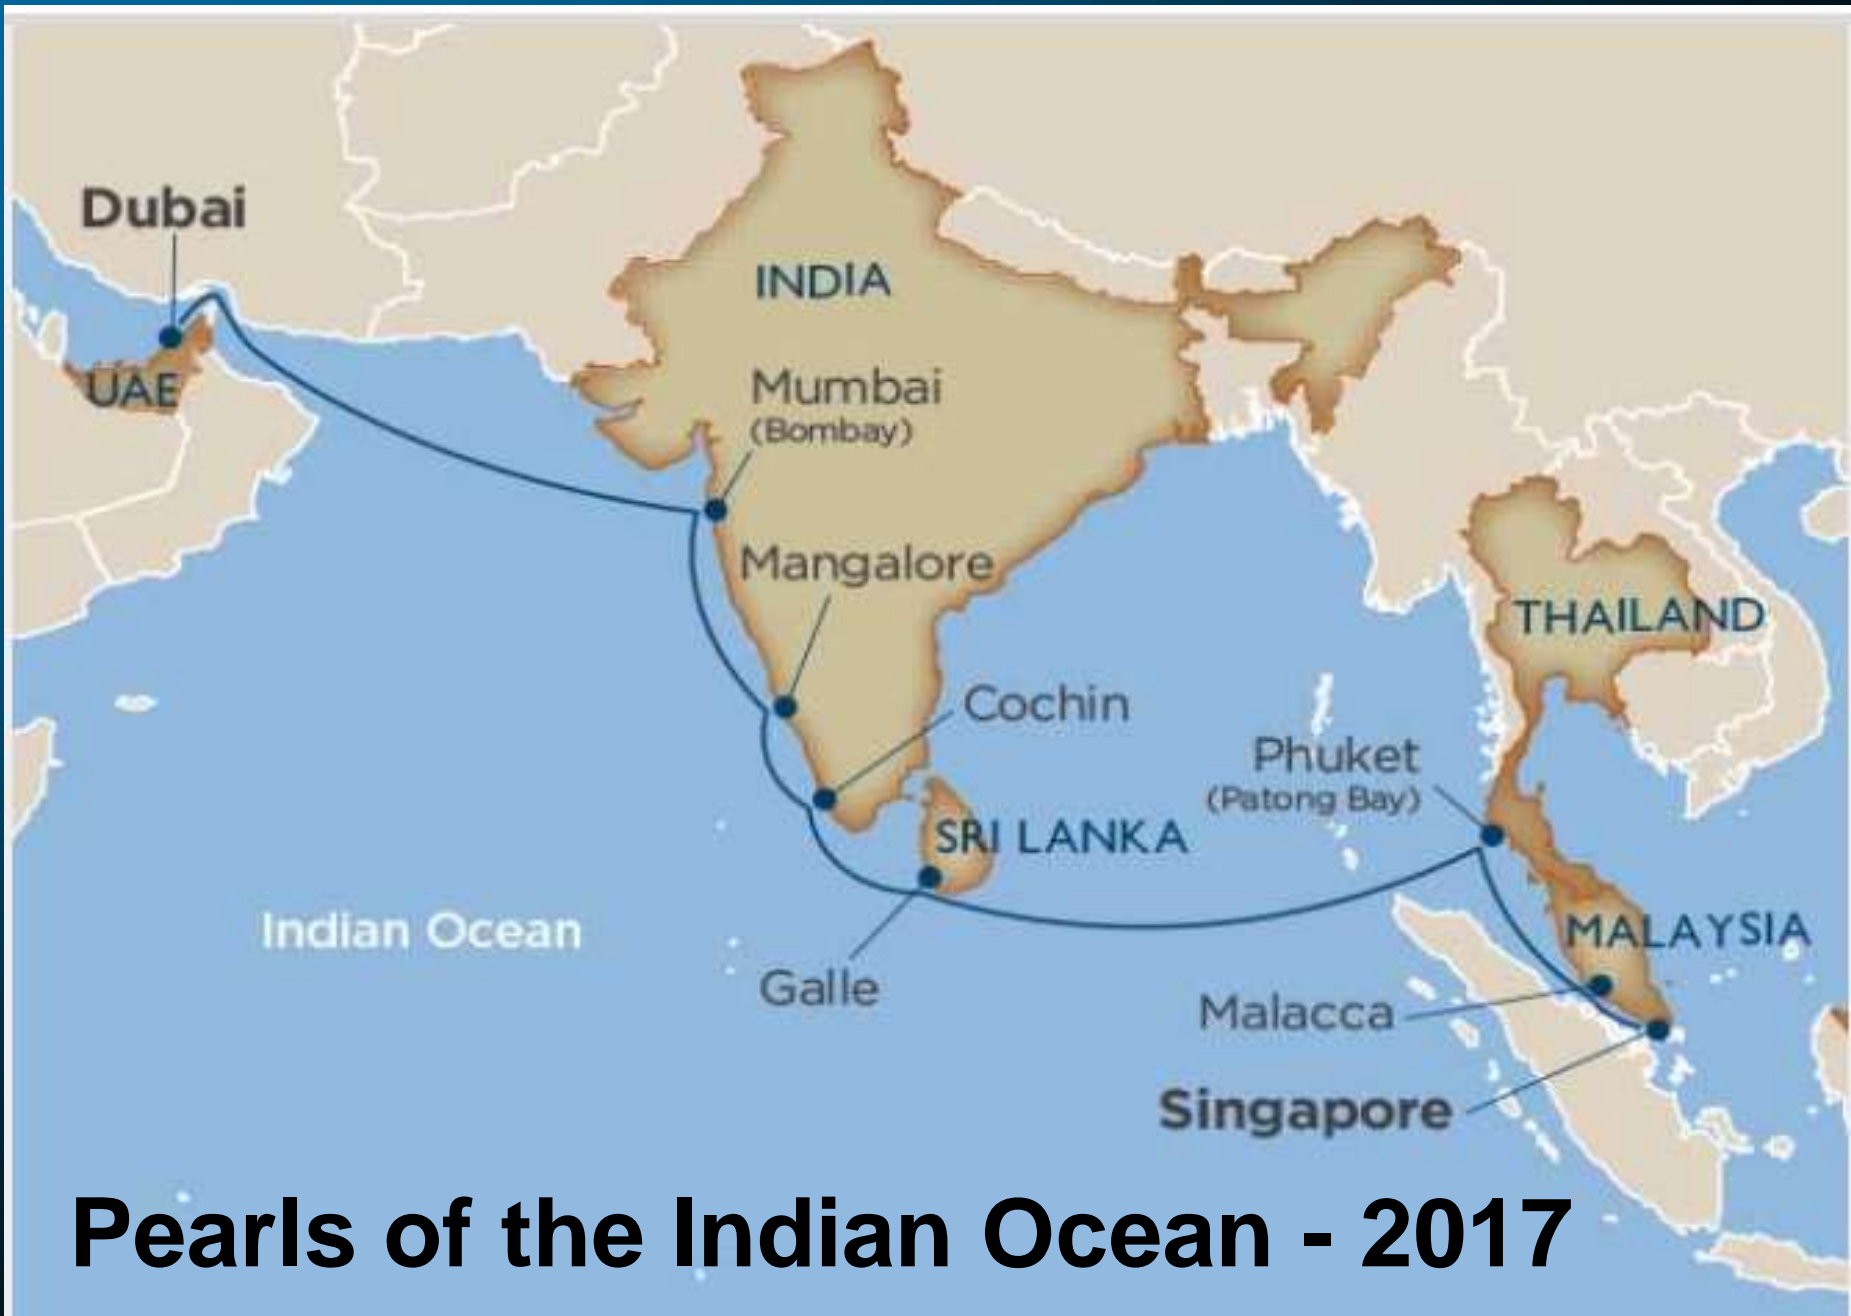 Dubai
INDIA
UAE
Mumbai
(Bombay)
Mangalore
THAILAND
Cochin
Phuket
(Patong Bay)
SRI LANKA
Indian Ocean
MALAYSIA
Galle
Malacca
Singapore
Pearls of the Indian Ocean - 2017